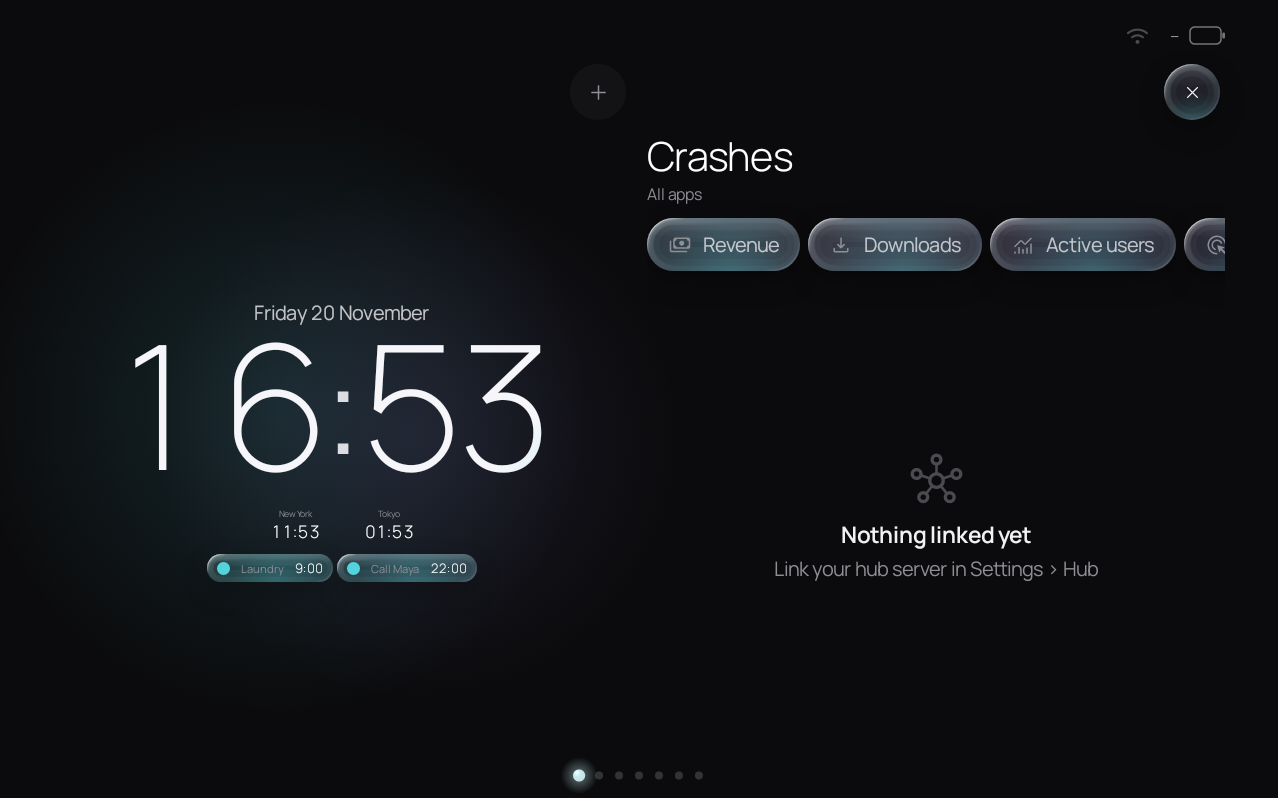 Crashes
All apps
Revenue
Downloads
Active users
Friday 20 November
16:53
New York
11:53
Tokyo
01:53
Laundry 9:00
Call Maya 22:00
Nothing linked yet
Link your hub server in Settings › Hub